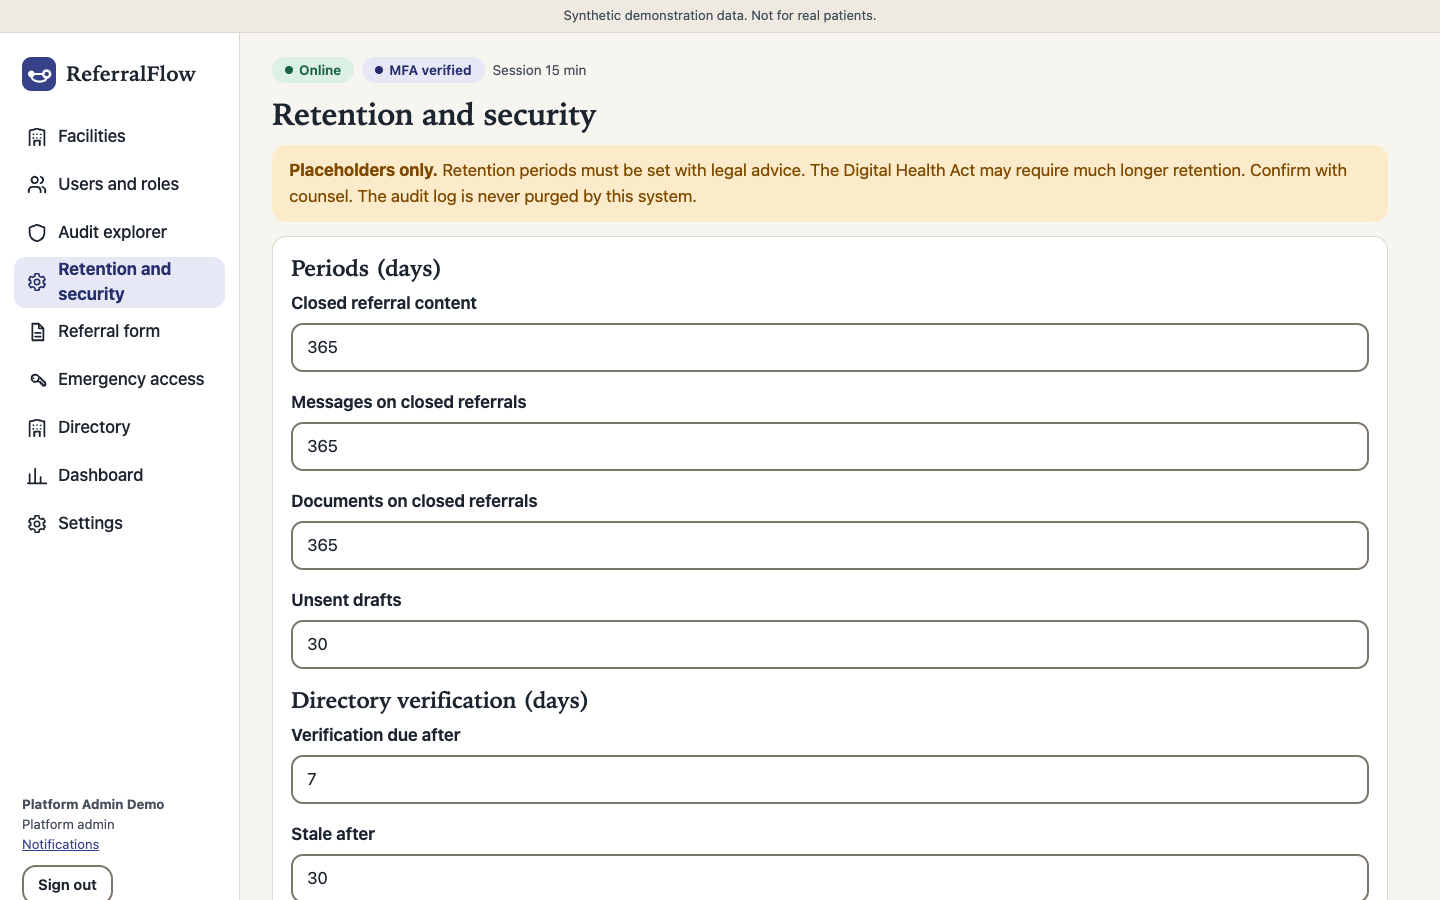 Synthetic demonstration data. Not for real patients.
ReferralFlow
Facilities
Users and roles
Audit explorer
Retention and
security
Referral form
Emergency access
Directory
Dashboard
Settings
Platform Admin Demo
Platform admin
Notifications
Sign out
Online
MFA verified
Session 15 min
Retention and security
Placeholders only. Retention periods must be set with legal advice. The Digital Health Act may require much longer retention. Confirm with
counsel. The audit log is never purged by this system.
Periods (days)
Closed referral content
365
Messages on closed referrals
365
Documents on closed referrals
365
Unsent drafts
30
Directory verification (days)
Verification due after
7
Stale after
30